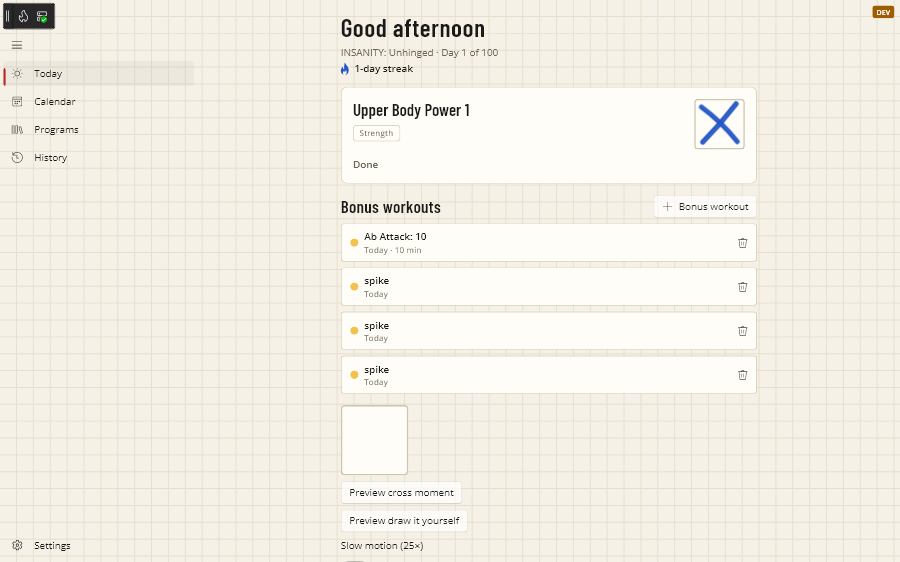 DEV
Good afternoon
INSANITY: Unhinged · Day 1 of 100
1-day streak
Today
Calendar
Programs
History
Upper Body Power 1
Strength
Done
Bonus workouts
Bonus workout
Ab Attack: 10
Today · 10 min
spike
Today
spike
Today
spike
Today
Preview cross moment
Preview draw it yourself
Slow motion (25×)
Settings